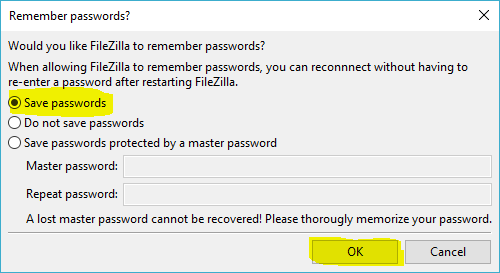 Remember passwords?
Would you like FileZilla to remember passwords?
When allowing FileZilla to remember passwords, you can reconnnect without having to
re-enter a password after restarting FileZilla.
Save passwords
Do not save passwords
Save passwords protected by a master password
Master password:
Repeat password:
A lost master password cannot be recovered! Please thorougly memorize your password.
OK
Cancel